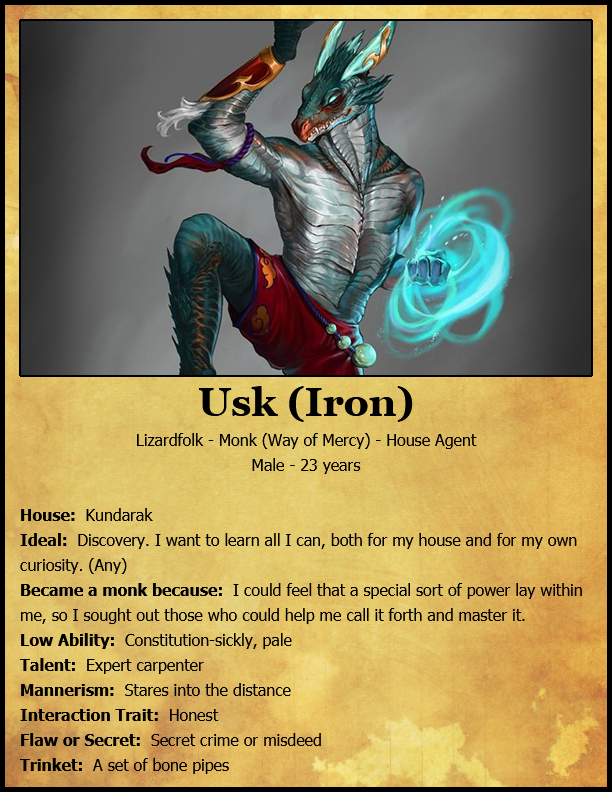 Usk (Iron)
Lizardfolk - Monk (Way of Mercy) - House Agent
Male - 23 years
House: Kundarak
Ideal: Discovery. I want to learn all I can, both for my house and for my own
curiosity. (Any)
Became a monk because: I could feel that a special sort of power lay within
me, so I sought out those who could help me call it forth and master it.
Low Ability: Constitution-sickly, pale
Talent: Expert carpenter
Mannerism: Stares into the distance
Interaction Trait: Honest
Flaw or Secret: Secret crime or misdeed
Trinket: A set of bone pipes